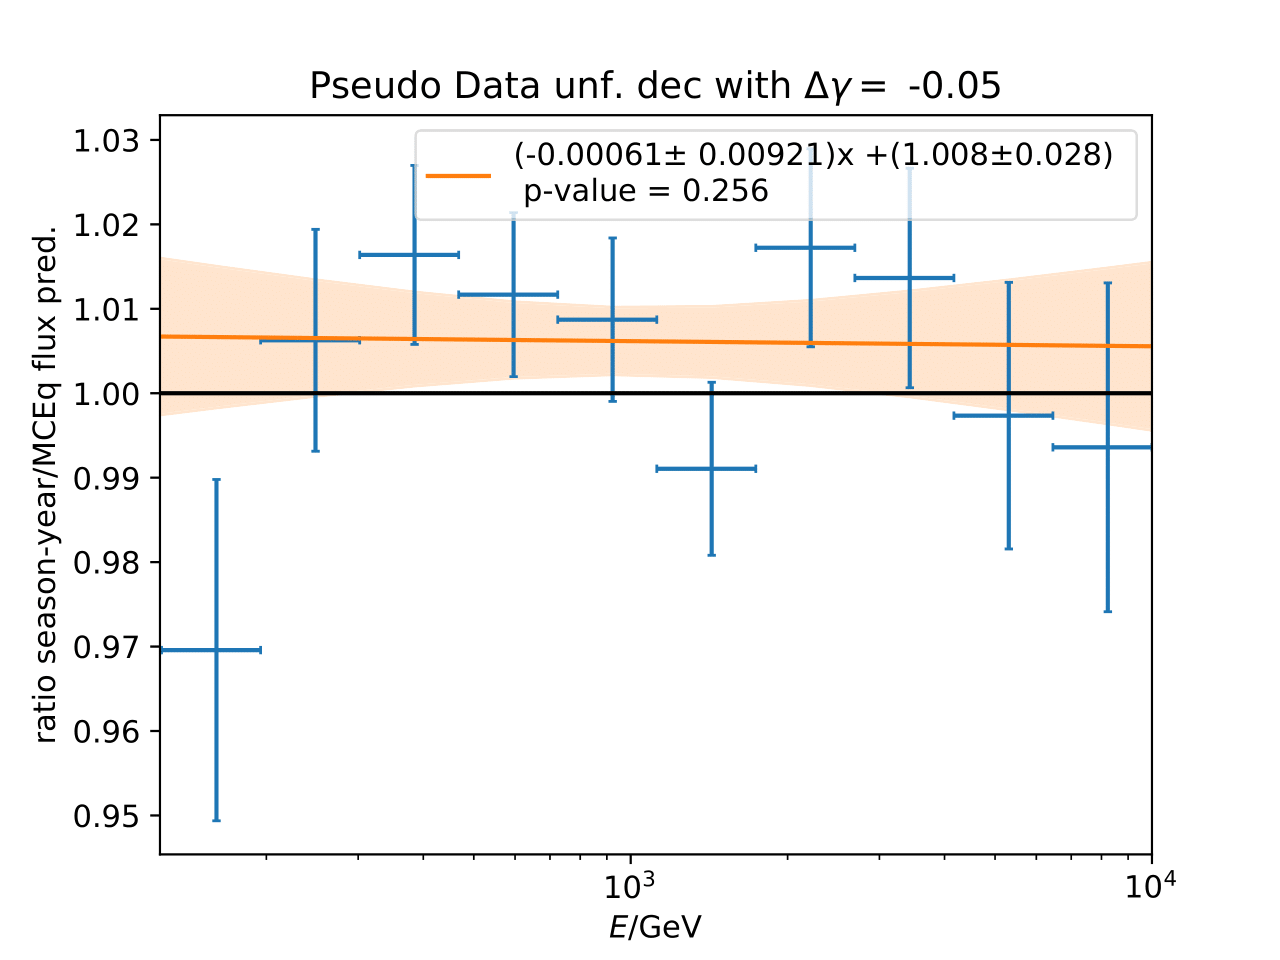 Pseudo Data unf. dec with Δγ = -0.05
(-0.00061± 0.00921)x +(1.008±0.028)
p-value = 0.256
ratio season-year/MCEq flux pred.
1.03
1.02
1.01
1.00
0.99
0.98
0.97
0.96
0.95
10³
10⁴
E/GeV